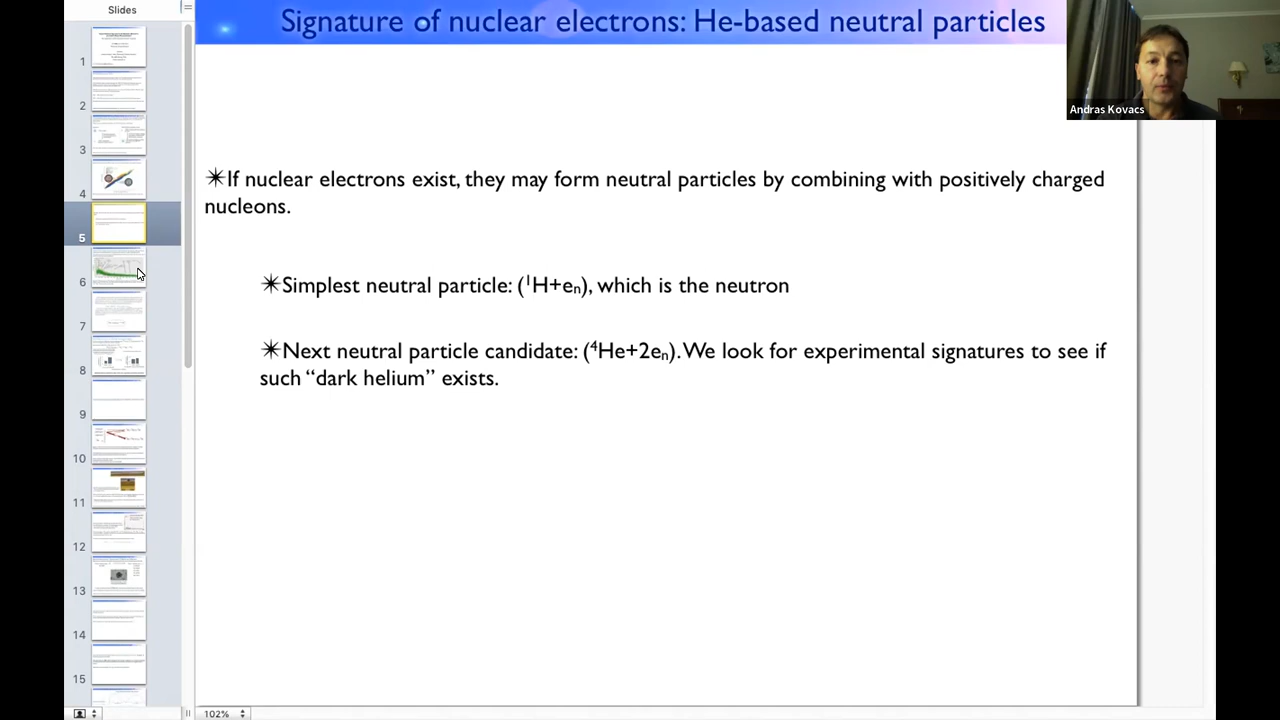 Slides
Signature of nuclear electrons: He-based neutral particles
Andras Kovacs
✴If nuclear electrons exist, they may form neutral particles by combining with positively charged
nucleons.
✴Simplest neutral particle: (¹H+eₙ), which is the neutron
✴Next neutral particle candidate: (⁴He+2eₙ). We look for experimental signatures to see if
such “dark helium” exists.
1
2
3
4
5
6
7
8
9
10
11
12
13
14
15
102%